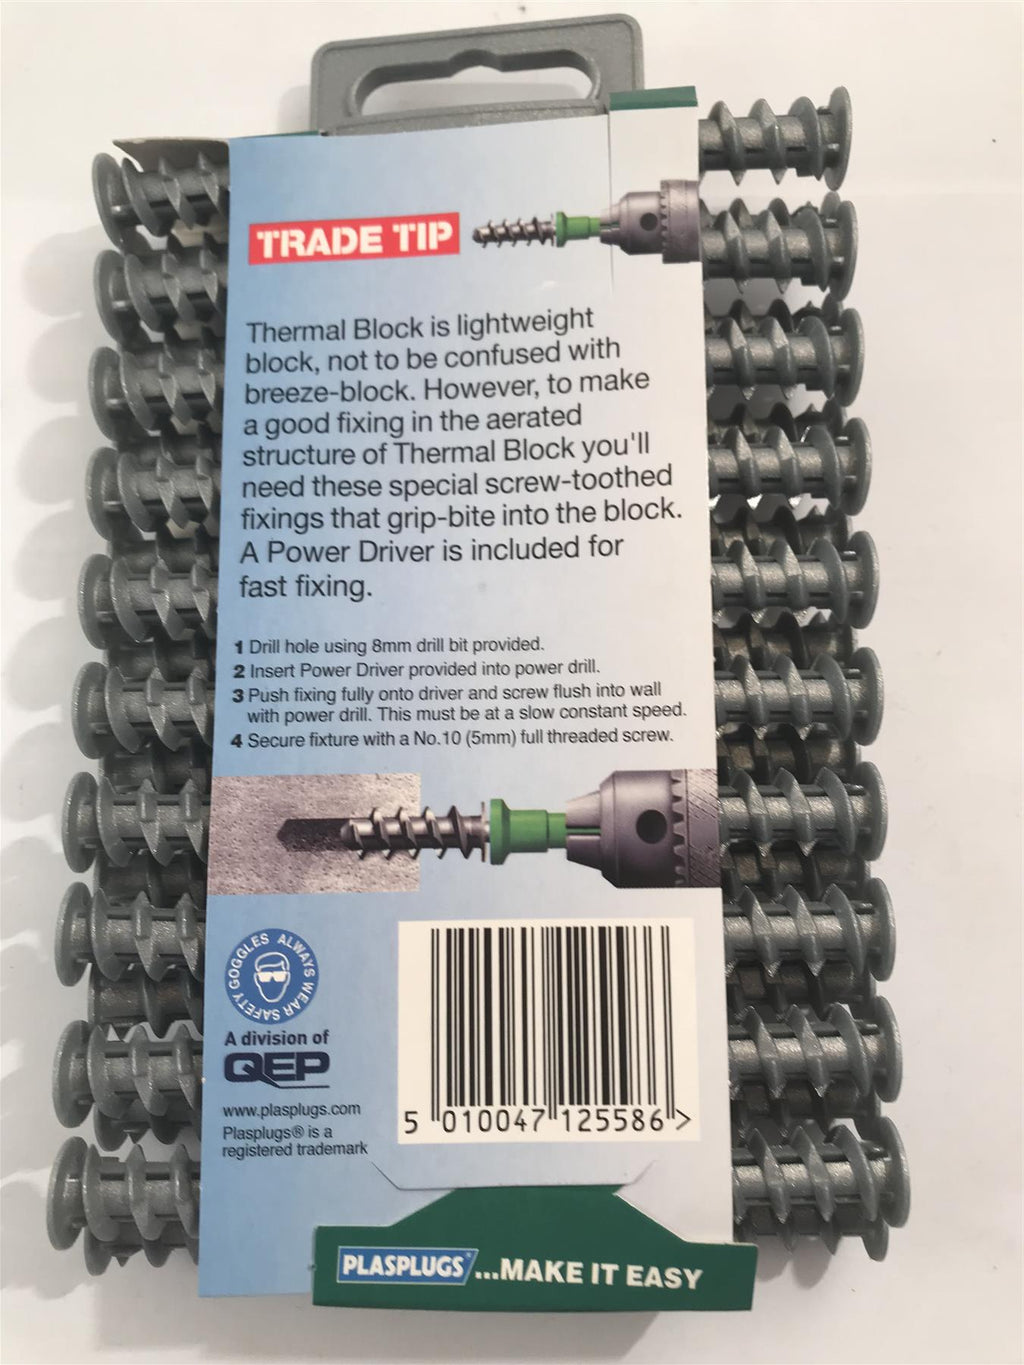 TRADE TIP
Thermal Block is lightweight
block, not to be confused with
breeze-block. However, to make
a good fixing in the aerated
structure of Thermal Block you'll
need these special screw-toothed
fixings that grip-bite into the block.
A Power Driver is included for
fast fixing.
1 Drill hole using 8mm drill bit provided.
2 Insert Power Driver provided into power drill.
3 Push fixing fully onto driver and screw flush into wall
with power drill. This must be at a slow constant speed.
4 Secure fixture with a No.10 (5mm) full threaded screw.
ALWAYS WEAR SAFETY GOGGLES
A division of
QEP
www.plasplugs.com
Plasplugs® is a
registered trademark
5 010047 125586 >
PLASPLUGS® ...MAKE IT EASY